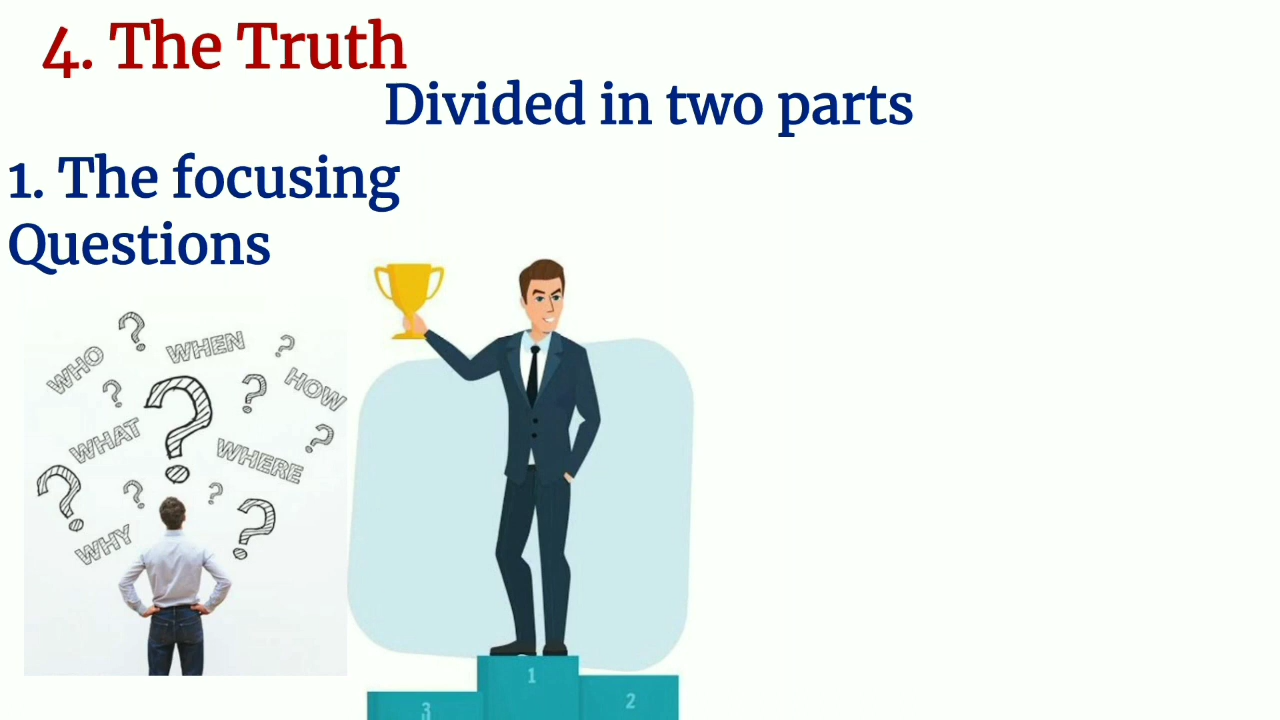 4. The Truth
Divided in two parts
1. The focusing
Questions
?
WHO
WHEN
?
?
HOW
?
?
WHAT
WHERE
?
?
?
?
?
WHY
1
2
3